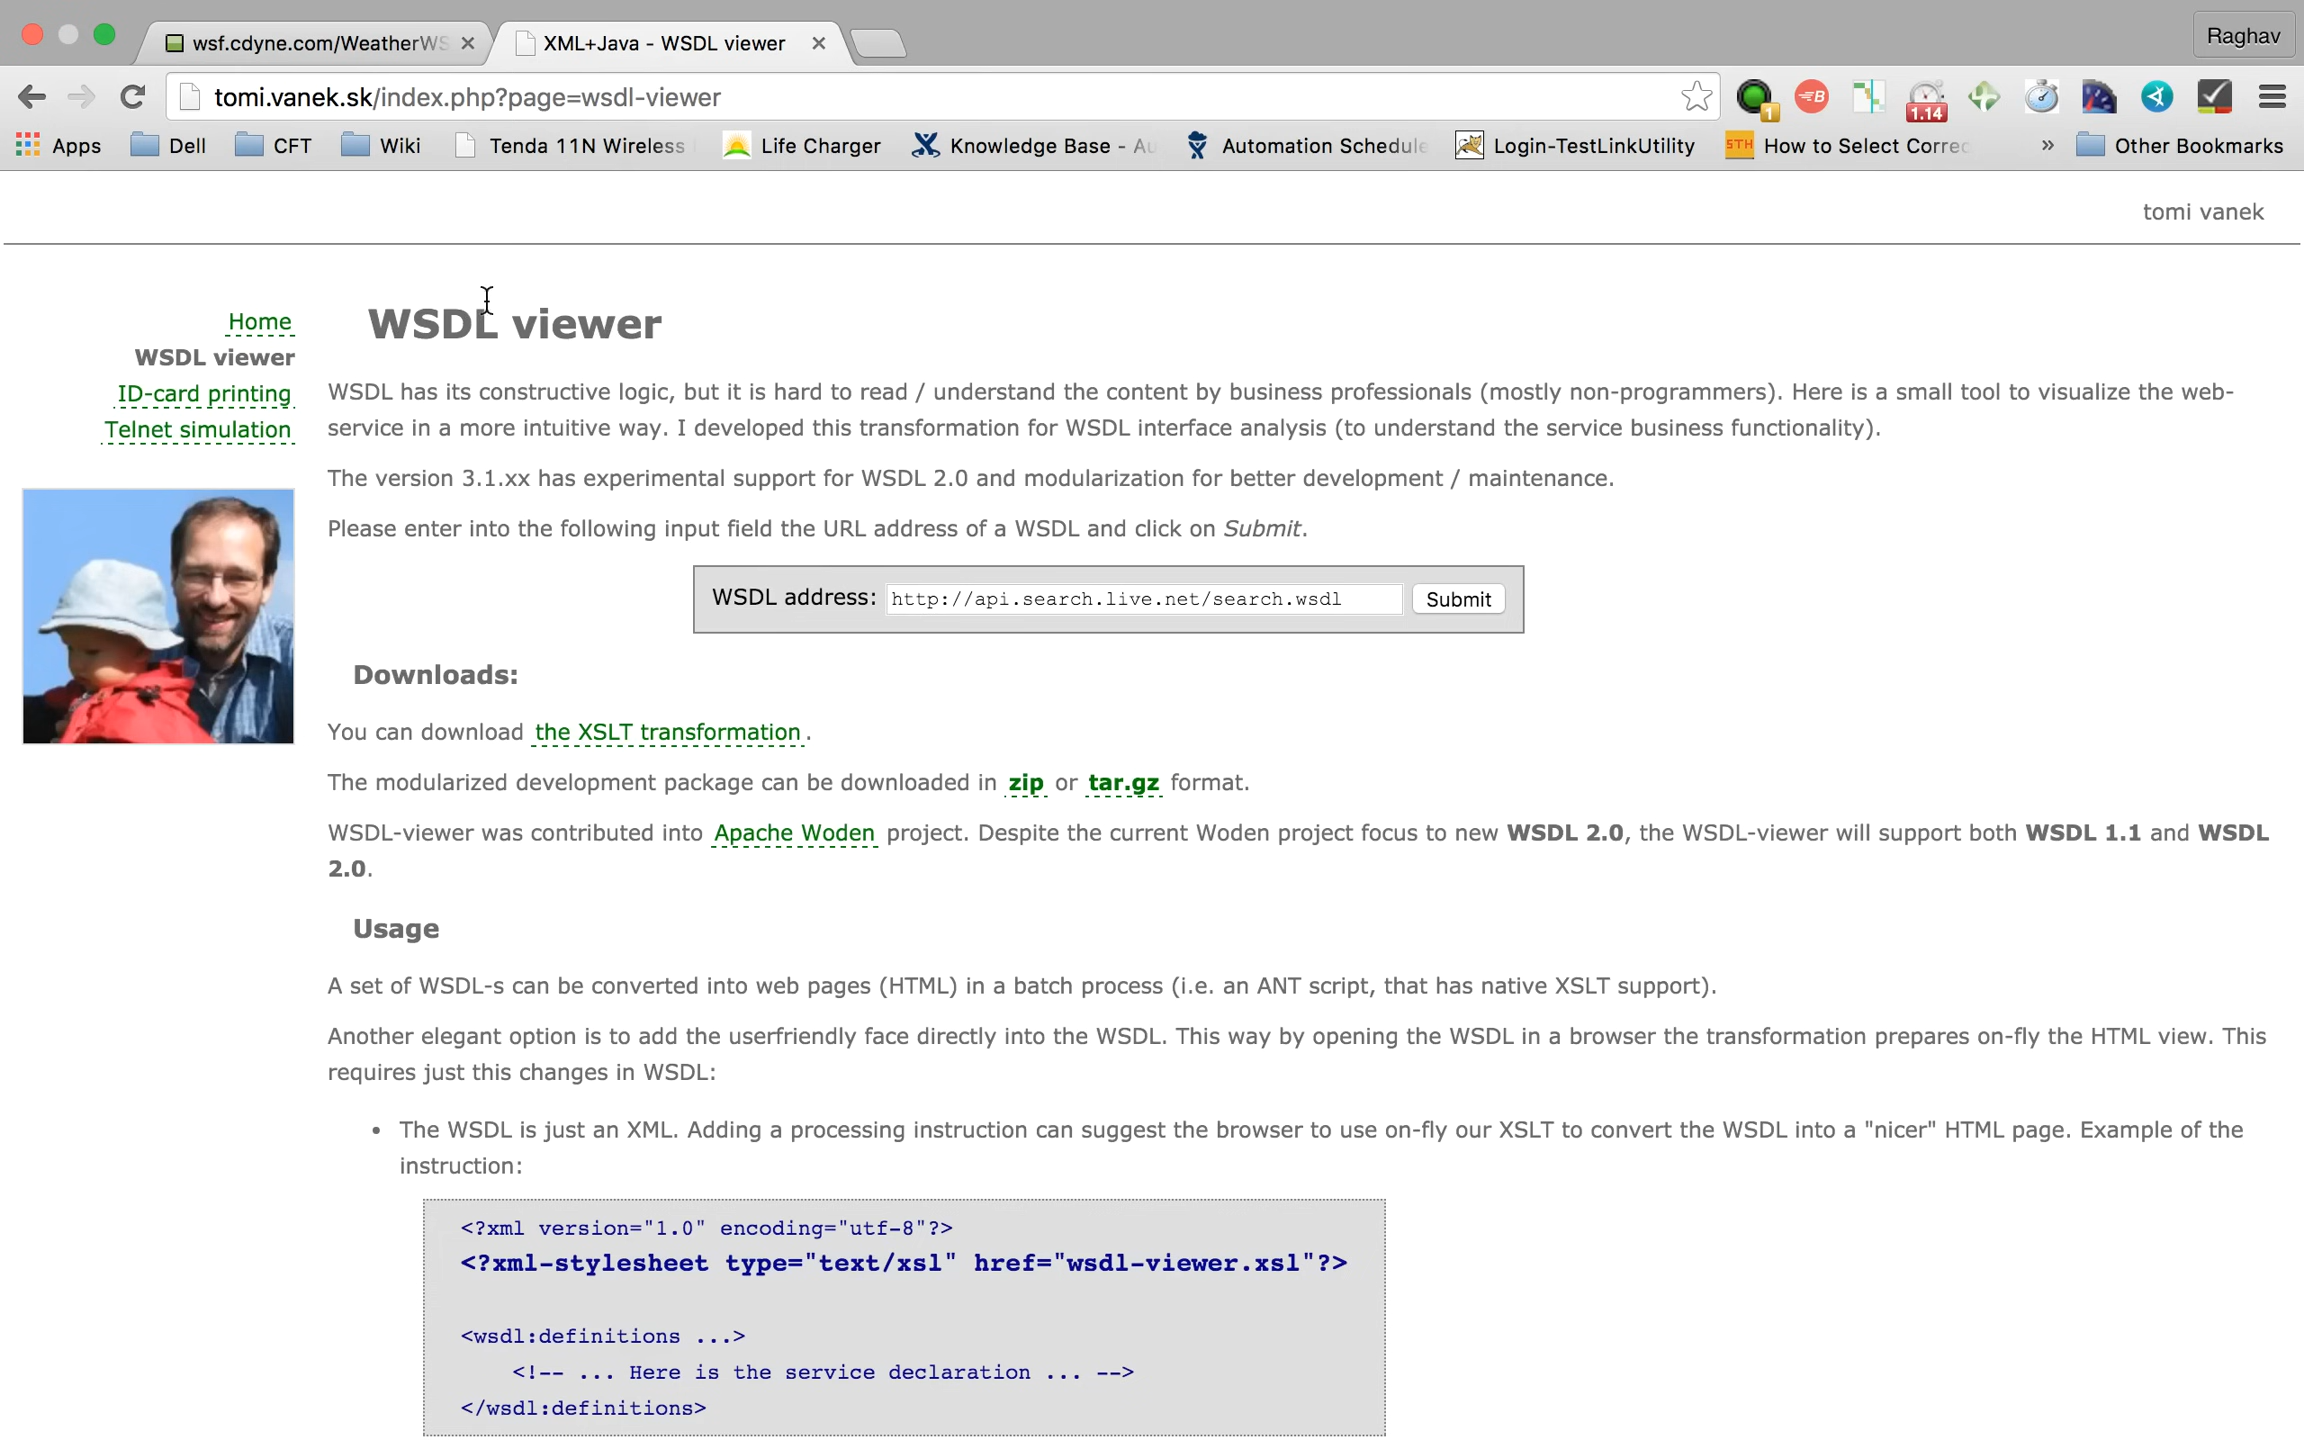 wsf.cdyne.com/WeatherWS
XML+Java - WSDL viewer
Raghav
tomi.vanek.sk/index.php?page=wsdl-viewer
1
B
1.14
Apps
Dell
CFT
Wiki
Tenda 11N Wireless
Life Charger
Knowledge Base - Au
Automation Schedule
Login-TestLinkUtility
STH
How to Select Correc
»
Other Bookmarks
tomi vanek
Home
WSDL viewer
ID-card printing
Telnet simulation
WSDL viewer
WSDL has its constructive logic, but it is hard to read / understand the content by business professionals (mostly non-programmers). Here is a small tool to visualize the web-
service in a more intuitive way. I developed this transformation for WSDL interface analysis (to understand the service business functionality).
The version 3.1.xx has experimental support for WSDL 2.0 and modularization for better development / maintenance.
Please enter into the following input field the URL address of a WSDL and click on Submit.
WSDL address: http://api.search.live.net/search.wsdl Submit
Downloads:
You can download the XSLT transformation.
The modularized development package can be downloaded in zip or tar.gz format.
WSDL-viewer was contributed into Apache Woden project. Despite the current Woden project focus to new WSDL 2.0, the WSDL-viewer will support both WSDL 1.1 and WSDL
2.0.
Usage
A set of WSDL-s can be converted into web pages (HTML) in a batch process (i.e. an ANT script, that has native XSLT support).
Another elegant option is to add the userfriendly face directly into the WSDL. This way by opening the WSDL in a browser the transformation prepares on-fly the HTML view. This
requires just this changes in WSDL:
• The WSDL is just an XML. Adding a processing instruction can suggest the browser to use on-fly our XSLT to convert the WSDL into a "nicer" HTML page. Example of the
instruction:
<?xml version="1.0" encoding="utf-8"?>
<?xml-stylesheet type="text/xsl" href="wsdl-viewer.xsl"?>
<wsdl:definitions ...>
<!-- ... Here is the service declaration ... -->
</wsdl:definitions>